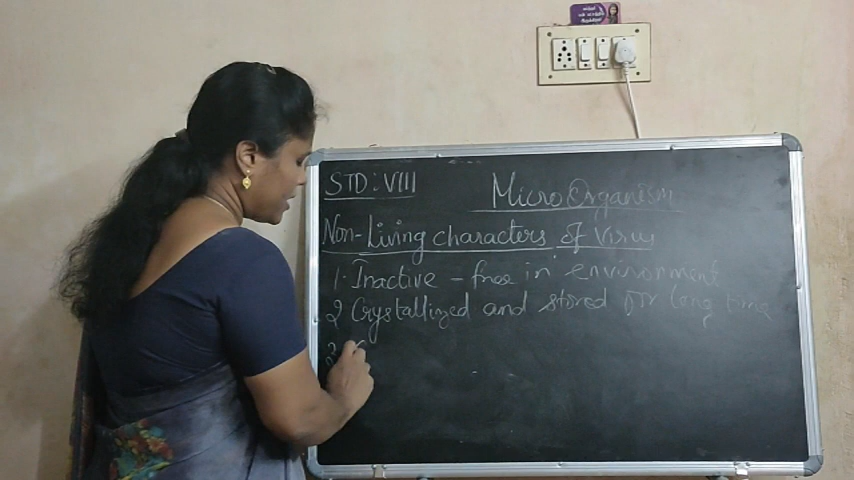 STD: VIII
Micro Organism
Non-Living characters of Virus
1. Inactive - free in environment
2 Crystallized and stored for long time
3